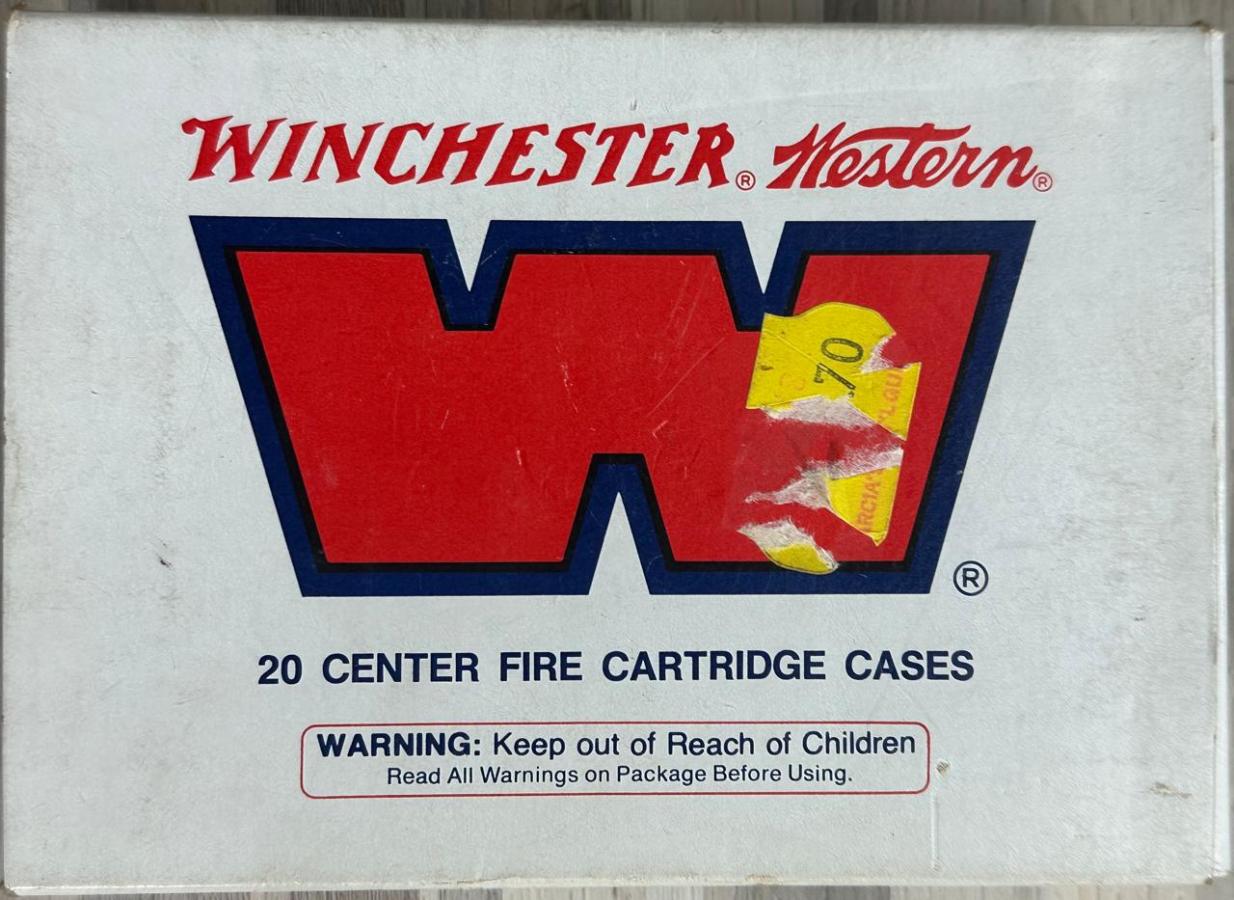 WINCHESTER® Western®
70
®
20 CENTER FIRE CARTRIDGE CASES
WARNING: Keep out of Reach of Children
Read All Warnings on Package Before Using.